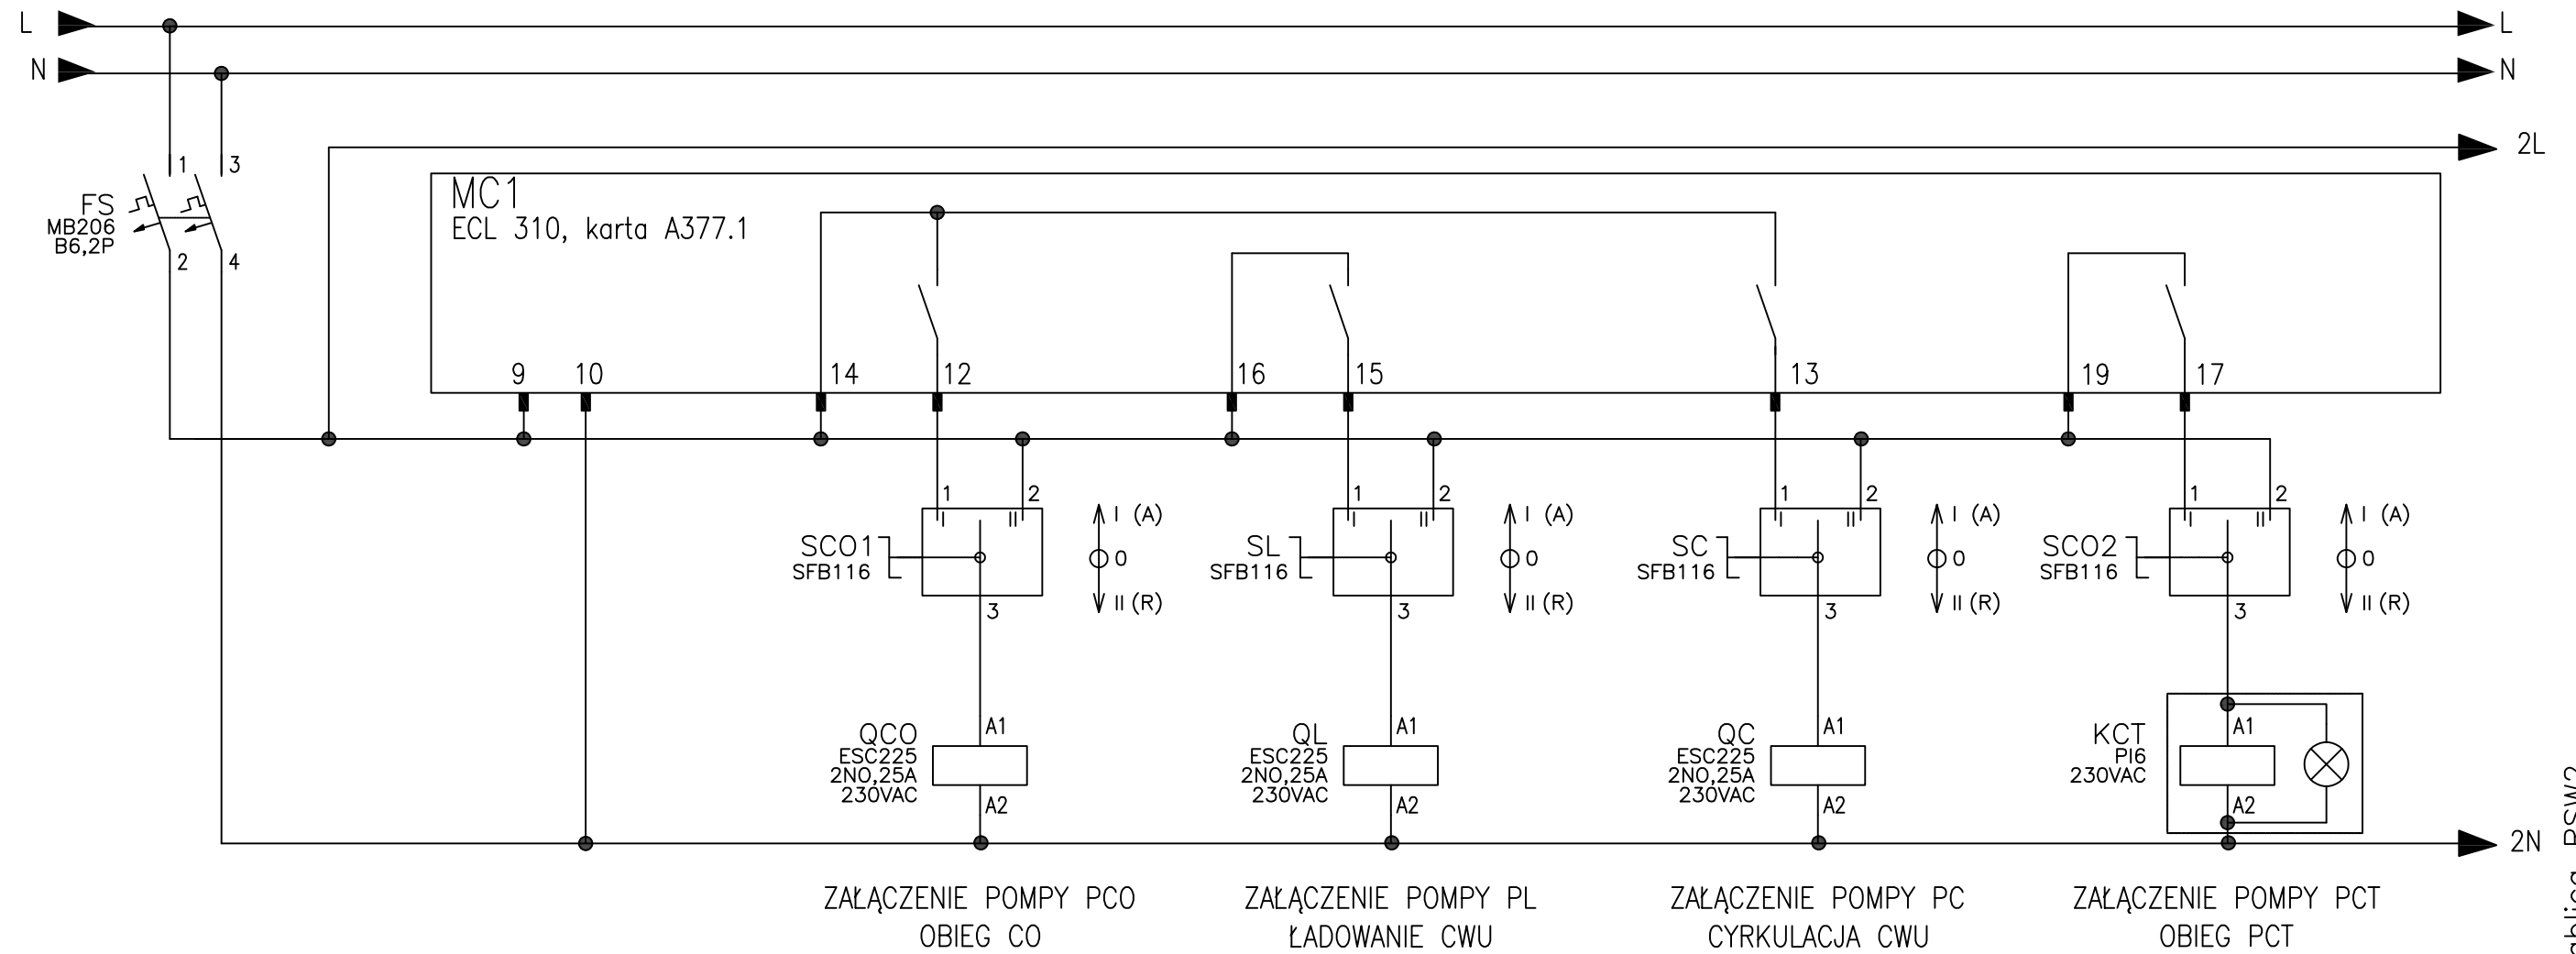 L
L
N
N
2L
1
3
FS
MB206
B6,2P
2
4
MC1
ECL 310, karta A377.1
9
10
14
12
16
15
13
19
17
1
2
I
II
SCO1
SFB116
3
I (A)
0
II (R)
1
2
I
II
SL
SFB116
3
I (A)
0
II (R)
1
2
I
II
SC
SFB116
3
I (A)
0
II (R)
1
2
I
II
SCO2
SFB116
3
I (A)
0
II (R)
QCO
ESC225
2NO,25A
230VAC
A1
A2
QL
ESC225
2NO,25A
230VAC
A1
A2
QC
ESC225
2NO,25A
230VAC
A1
A2
KCT
PI6
230VAC
A1
A2
2N
ZAŁĄCZENIE POMPY PCO
OBIEG CO
ZAŁĄCZENIE POMPY PL
ŁADOWANIE CWU
ZAŁĄCZENIE POMPY PC
CYRKULACJA CWU
ZAŁĄCZENIE POMPY PCT
OBIEG PCT